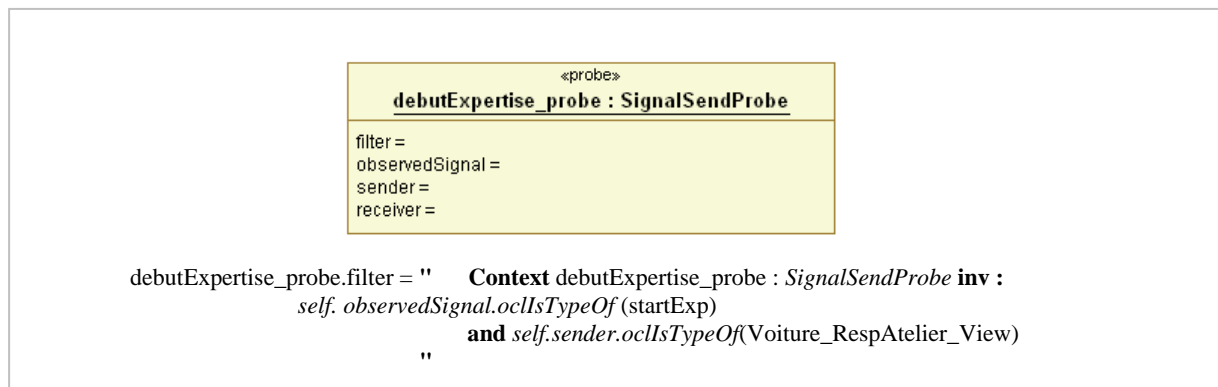 «probe»
debutExpertise_probe : SignalSendProbe
filter =
observedSignal =
sender =
receiver =
debutExpertise_probe.filter = " Context debutExpertise_probe : SignalSendProbe inv :
self. observedSignal.oclIsTypeOf (startExp)
and self.sender.oclIsTypeOf(Voiture_RespAtelier_View)
"